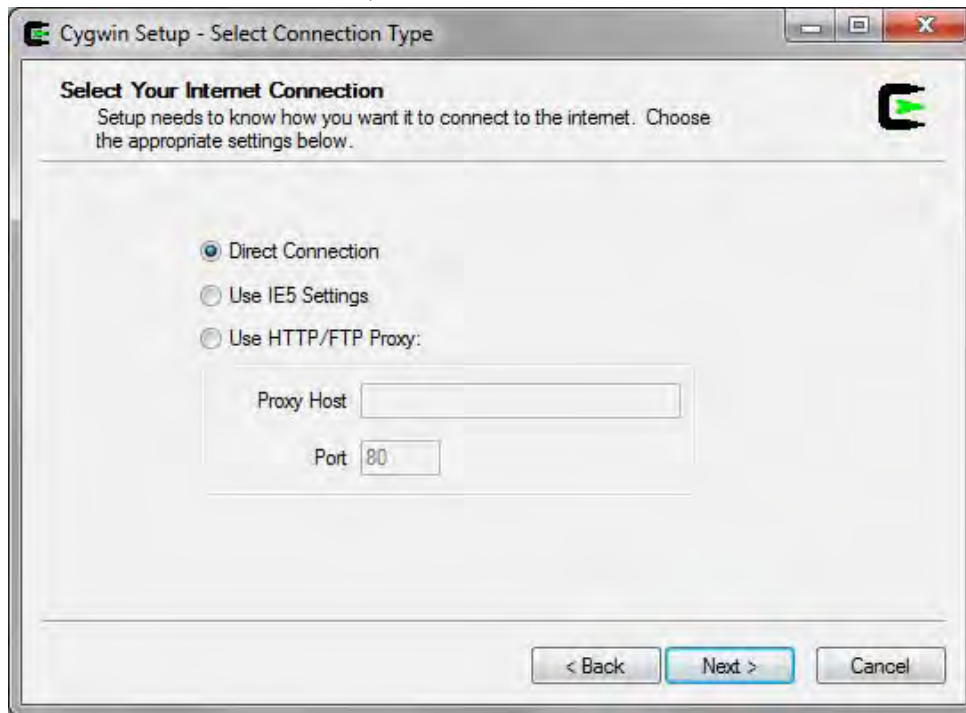 Cygwin Setup - Select Connection Type
Select Your Internet Connection
Setup needs to know how you want it to connect to the internet. Choose
the appropriate settings below.
Direct Connection
Use IE5 Settings
Use HTTP/FTP Proxy:
Proxy Host
Port 80
< Back Next > Cancel